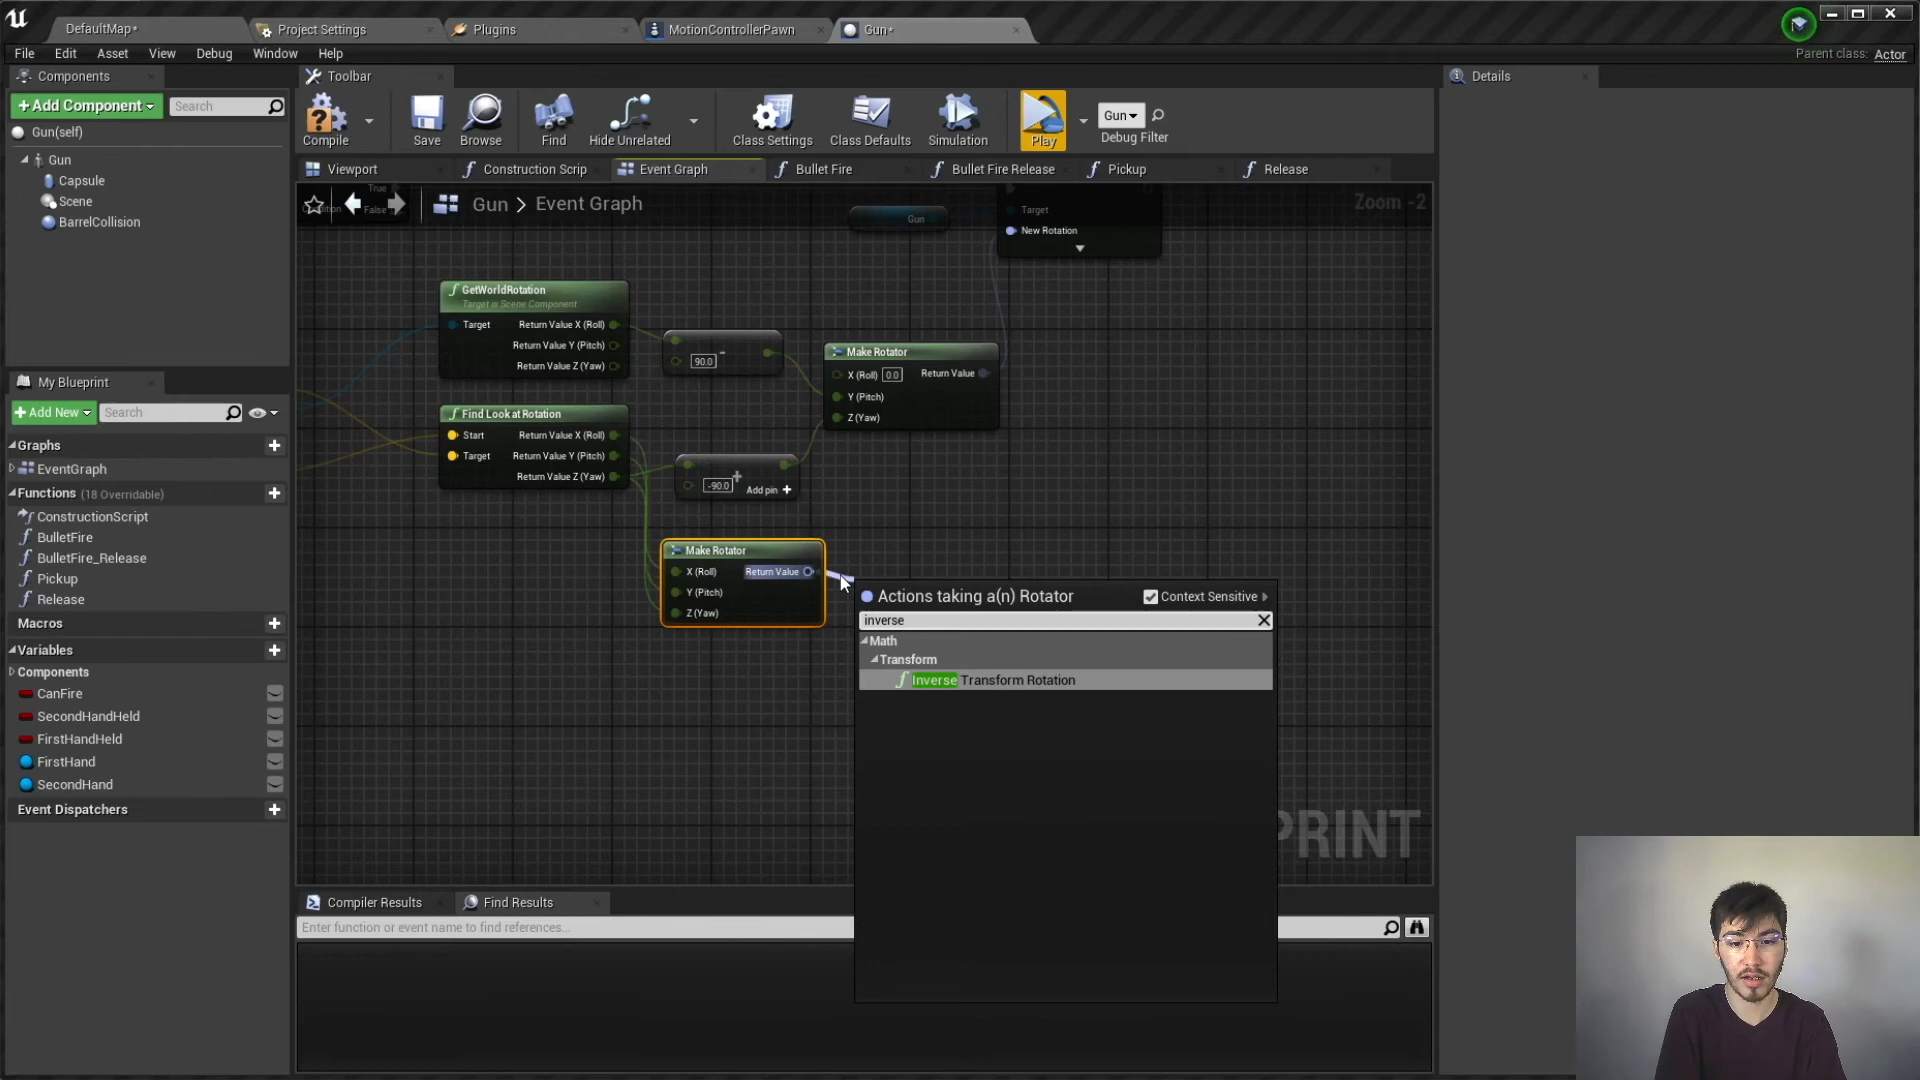 DefaultMap*
Project Settings
Plugins
MotionControllerPawn
Gun*
File Edit Asset View Debug Window Help
Parent class: Actor
Components
+Add Component
Search
Gun(self)
Gun
Capsule
Scene
BarrelCollision
Toolbar
Compile
Save
Browse
Find
Hide Unrelated
Class Settings
Class Defaults
Simulation
Play
Gun
Debug Filter
Details
Viewport
Construction Scrip
Event Graph
Bullet Fire
Bullet Fire Release
Pickup
Release
True
False
Gun > Event Graph
Zoom -2
Gun
Target
New Rotation
GetWorldRotation
Target is Scene Component
Target
Return Value X (Roll)
Return Value Y (Pitch)
Return Value Z (Yaw)
90.0
-
Make Rotator
X (Roll) 0.0
Return Value
Y (Pitch)
Z (Yaw)
Find Look at Rotation
Start
Return Value X (Roll)
Target
Return Value Y (Pitch)
Return Value Z (Yaw)
-90.0
+
Add pin +
Make Rotator
X (Roll)
Return Value
Y (Pitch)
Z (Yaw)
Actions taking a(n) Rotator
Context Sensitive
inverse
Math
Transform
Inverse Transform Rotation
PRINT
My Blueprint
+Add New
Search
Graphs
EventGraph
Functions (18 Overridable)
ConstructionScript
BulletFire
BulletFire_Release
Pickup
Release
Macros
Variables
Components
CanFire
SecondHandHeld
FirstHandHeld
FirstHand
SecondHand
Event Dispatchers
Compiler Results
Find Results
Enter function or event name to find references...